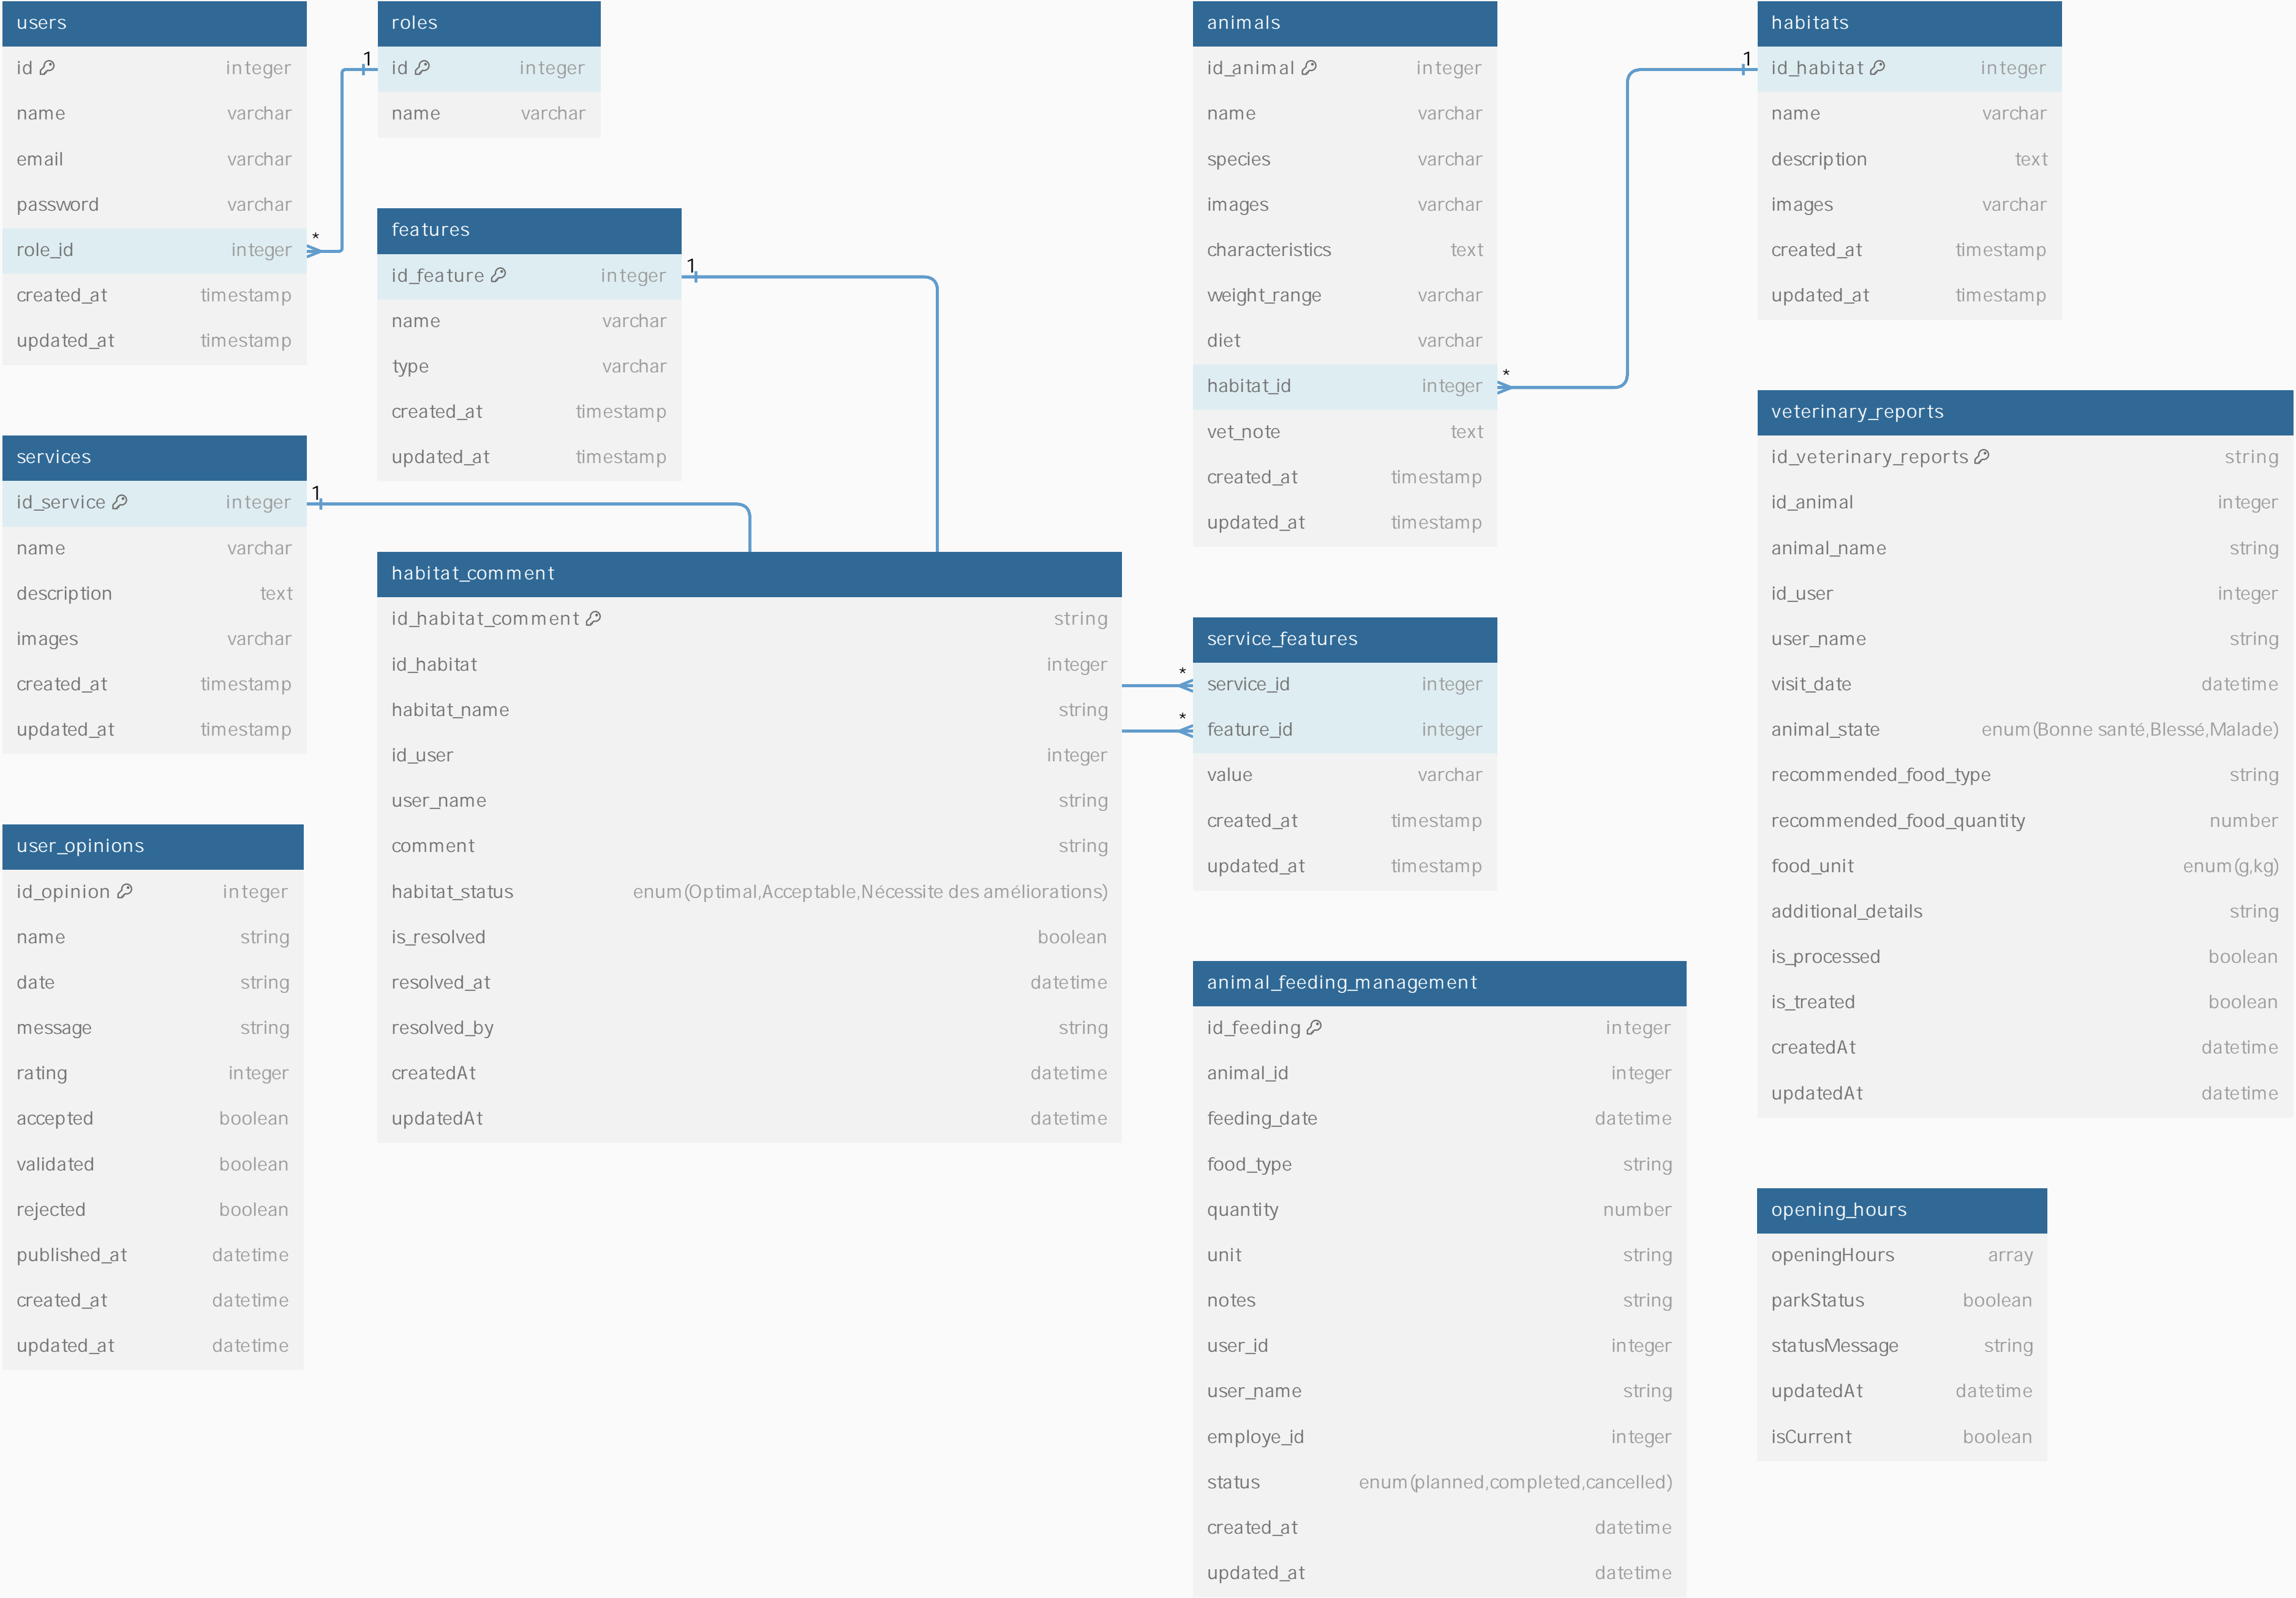 users
id integer
name varchar
email varchar
password varchar
role_id integer
created_at timestamp
updated_at timestamp
1
*
roles
id integer
name varchar
features
id_feature integer
name varchar
type varchar
created_at timestamp
updated_at timestamp
1
services
id_service integer
name varchar
description text
images varchar
created_at timestamp
updated_at timestamp
1
user_opinions
id_opinion integer
name string
date string
message string
rating integer
accepted boolean
validated boolean
rejected boolean
published_at datetime
created_at datetime
updated_at datetime
habitat_comment
id_habitat_comment string
id_habitat integer
habitat_name string
id_user integer
user_name string
comment string
habitat_status enum(Optimal,Acceptable,Nécessite des améliorations)
is_resolved boolean
resolved_at datetime
resolved_by string
createdAt datetime
updatedAt datetime
animals
id_animal integer
name varchar
species varchar
images varchar
characteristics text
weight_range varchar
diet varchar
habitat_id integer
vet_note text
created_at timestamp
updated_at timestamp
*
1
service_features
*
service_id integer
*
feature_id integer
value varchar
created_at timestamp
updated_at timestamp
animal_feeding_management
id_feeding integer
animal_id integer
feeding_date datetime
food_type string
quantity number
unit string
notes string
user_id integer
user_name string
employe_id integer
status enum(planned,completed,cancelled)
created_at datetime
updated_at datetime
habitats
id_habitat integer
name varchar
description text
images varchar
created_at timestamp
updated_at timestamp
veterinary_reports
id_veterinary_reports string
id_animal integer
animal_name string
id_user integer
user_name string
visit_date datetime
animal_state enum(Bonne santé,Blessé,Malade)
recommended_food_type string
recommended_food_quantity number
food_unit enum(g,kg)
additional_details string
is_processed boolean
is_treated boolean
createdAt datetime
updatedAt datetime
opening_hours
openingHours array
parkStatus boolean
statusMessage string
updatedAt datetime
isCurrent boolean